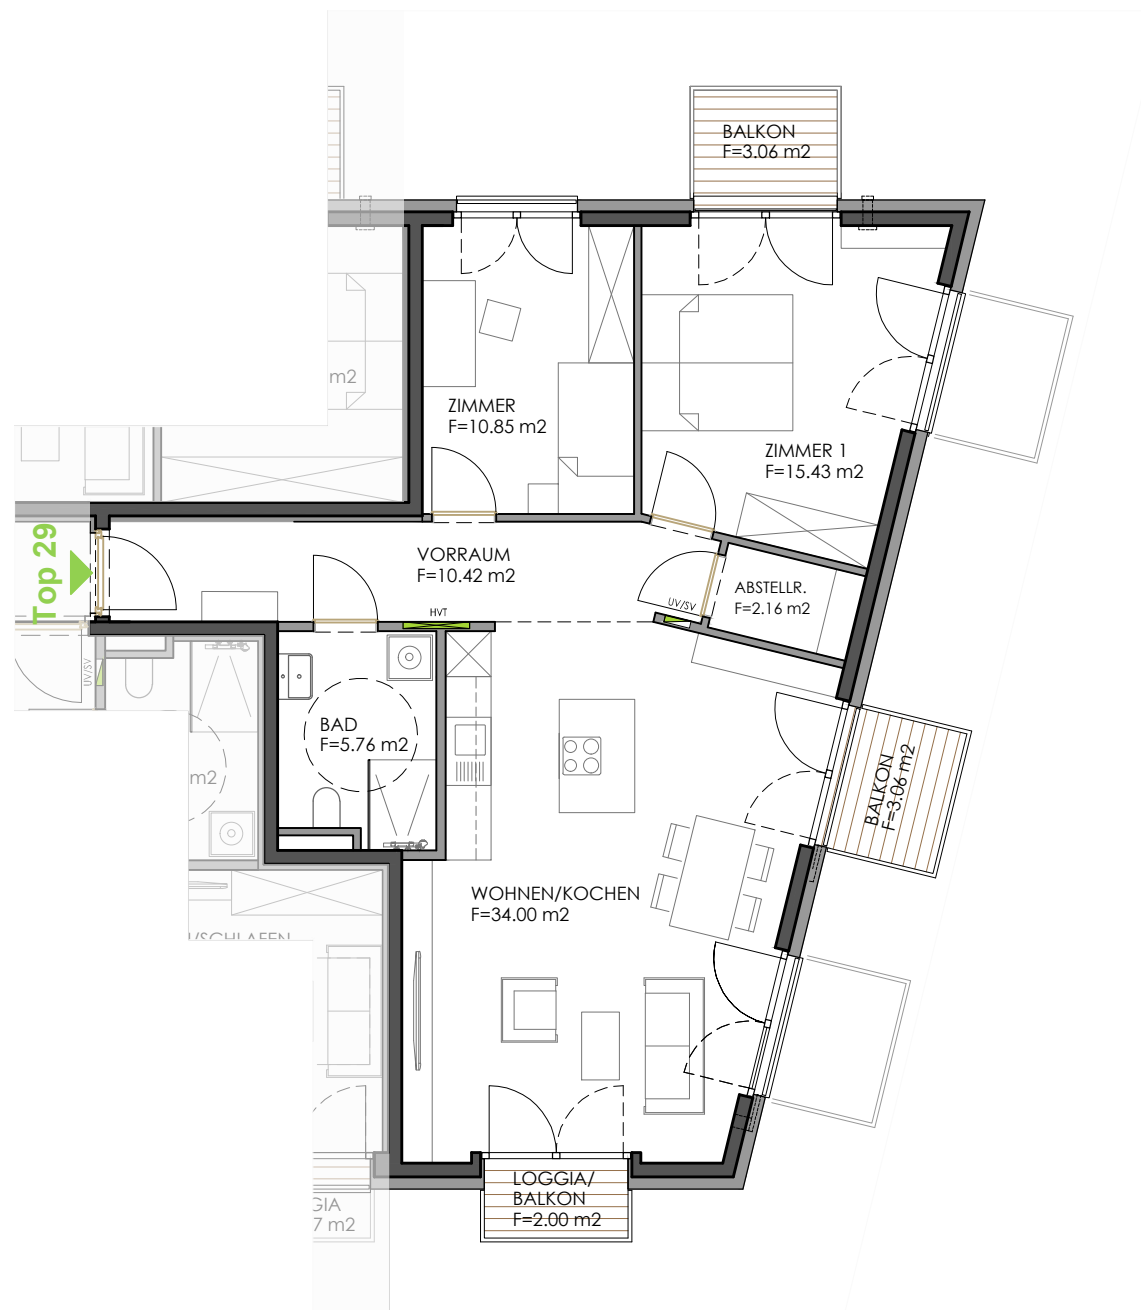 BALKON
F=3.06 m2
m2
ZIMMER
F=10.85 m2
ZIMMER 1
F=15.43 m2
Top 29
VORRAUM
F=10.42 m2
ABSTELLR.
F=2.16 m2
UV/SV
HVT
UV/SV
BAD
F=5.76 m2
m2
BALKON
F=3.06 m2
WOHNEN/KOCHEN
F=34.00 m2
/SCHLAFEN
LOGGIA/
BALKON
F=2.00 m2
GIA
7 m2